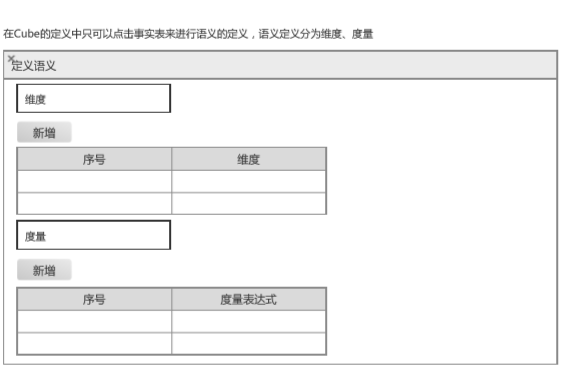 在Cube的定义中只可以点击事实表来进行语义的定义，语义定义分为维度、度量
定义语义
维度
新增
序号 维度
度量
新增
序号 度量表达式